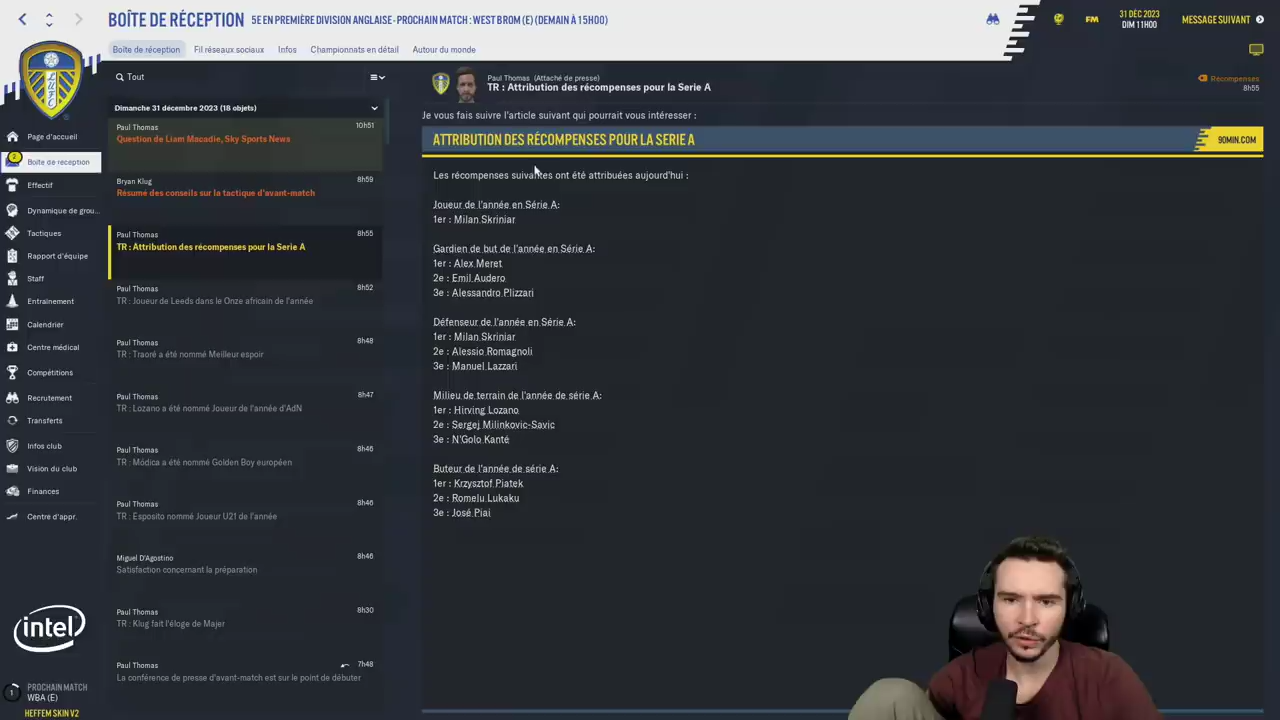 BOÎTE DE RÉCEPTION
5E EN PREMIÈRE DIVISION ANGLAISE - PROCHAIN MATCH : WEST BROM (E) (DEMAIN À 15H00)
FM
31 DÉC 2023
DIM 11H00
MESSAGE SUIVANT
Boîte de réception
Fil réseaux sociaux
Infos
Championnats en détail
Autour du monde
LUFC
Page d'accueil
2
Boîte de réception
Effectif
Dynamique de grou...
Tactiques
Rapport d'équipe
Staff
Entraînement
Calendrier
Centre médical
Compétitions
Recrutement
Transferts
Infos club
Vision du club
Finances
Centre d'appr.
intel
1
PROCHAIN MATCH
WBA (E)
HEFFEM SKIN V2
Tout
Dimanche 31 décembre 2023 (18 objets)
Paul Thomas
10h51
Question de Liam Macadie, Sky Sports News
Bryan Klug
8h59
Résumé des conseils sur la tactique d'avant-match
Paul Thomas
8h55
TR : Attribution des récompenses pour la Serie A
Paul Thomas
8h52
TR : Joueur de Leeds dans le Onze africain de l'année
Paul Thomas
8h48
TR : Traoré a été nommé Meilleur espoir
Paul Thomas
8h47
TR : Lozano a été nommé Joueur de l'année d'AdN
Paul Thomas
8h46
TR : Módica a été nommé Golden Boy européen
Paul Thomas
8h46
TR : Esposito nommé Joueur U21 de l'année
Miguel D'Agostino
8h46
Satisfaction concernant la préparation
Paul Thomas
8h30
TR : Klug fait l'éloge de Majer
Paul Thomas
7h48
La conférence de presse d'avant-match est sur le point de débuter
Paul Thomas (Attaché de presse)
TR : Attribution des récompenses pour la Serie A
Récompenses
8h55
Je vous fais suivre l'article suivant qui pourrait vous intéresser :
ATTRIBUTION DES RÉCOMPENSES POUR LA SERIE A
90MIN.COM
Les récompenses suivantes ont été attribuées aujourd'hui :
Joueur de l'année en Série A:
1er : Milan Skriniar
Gardien de but de l'année en Série A:
1er : Alex Meret
2e : Emil Audero
3e : Alessandro Plizzari
Défenseur de l'année en Série A:
1er : Milan Skriniar
2e : Alessio Romagnoli
3e : Manuel Lazzari
Milieu de terrain de l'année de série A:
1er : Hirving Lozano
2e : Sergej Milinkovic-Savic
3e : N'Golo Kanté
Buteur de l'année de série A:
1er : Krzysztof Piatek
2e : Romelu Lukaku
3e : José Piai